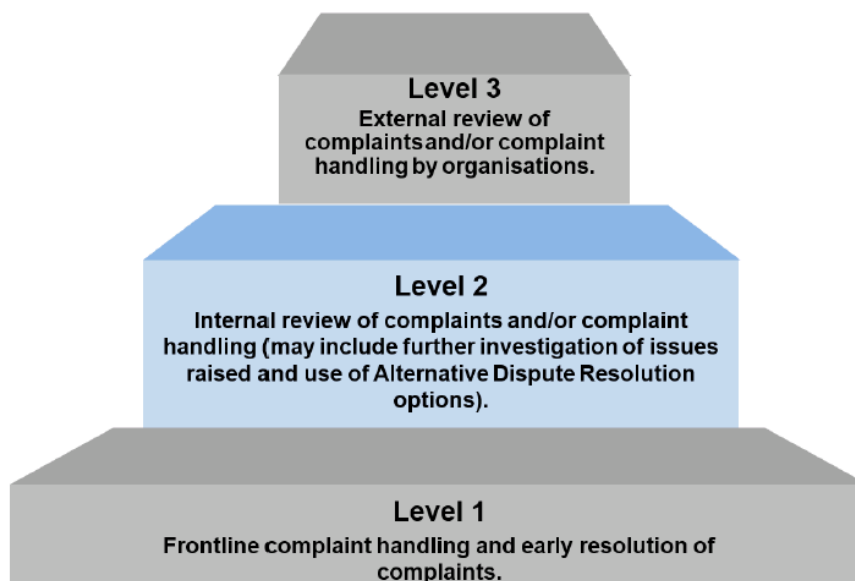 Level 3
External review of
complaints and/or complaint
handling by organisations.
Level 2
Internal review of complaints and/or complaint
handling (may include further investigation of issues
raised and use of Alternative Dispute Resolution
options).
Level 1
Frontline complaint handling and early resolution of
complaints.